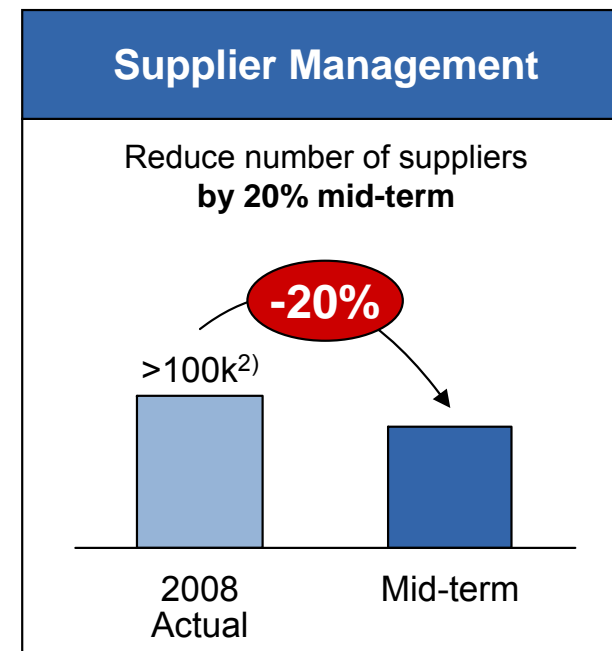 Supplier Management
Reduce number of suppliers
by 20% mid-term
-20%
>100k2)
2008
Actual
Mid-term